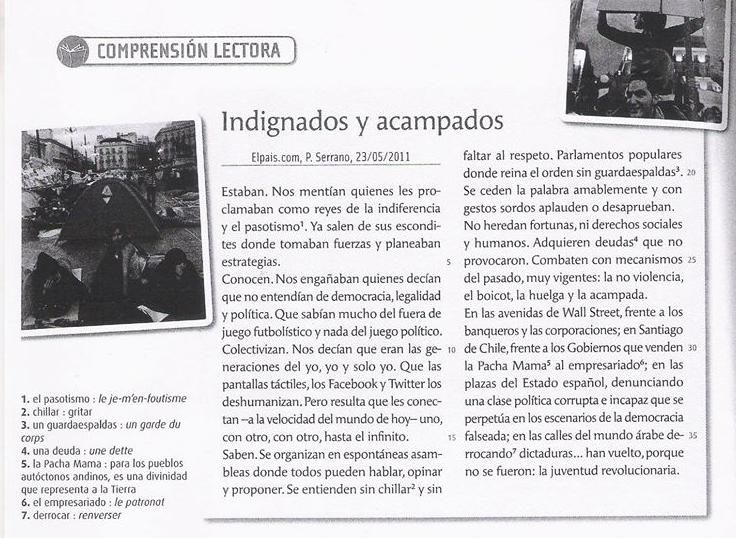 COMPRENSIÓN LECTORA
Indignados y acampados
Elpais.com, P. Serrano, 23/05/2011
Estaban. Nos mentían quienes les pro-
clamaban como reyes de la indiferencia
y el pasotismo¹. Ya salen de sus escondi-
tes donde tomaban fuerzas y planeaban
estrategias. 5
Conocen. Nos engañaban quienes decían
que no entendían de democracia, legalidad
y política. Que sabían mucho del fuera de
juego futbolístico y nada del juego político.
Colectivizan. Nos decían que eran las ge- 10
neraciones del yo, yo y solo yo. Que las
pantallas táctiles, los Facebook y Twitter los
deshumanizan. Pero resulta que les conec-
tan –a la velocidad del mundo de hoy– uno,
con otro, con otro, hasta el infinito. 15
Saben. Se organizan en espontáneas asam-
bleas donde todos pueden hablar, opinar
y proponer. Se entienden sin chillar² y sin
faltar al respeto. Parlamentos populares
donde reina el orden sin guardaespaldas³. 20
Se ceden la palabra amablemente y con
gestos sordos aplauden o desaprueban.
No heredan fortunas, ni derechos sociales
y humanos. Adquieren deudas⁴ que no
provocaron. Combaten con mecanismos 25
del pasado, muy vigentes: la no violencia,
el boicot, la huelga y la acampada.
En las avenidas de Wall Street, frente a los
banqueros y las corporaciones; en Santiago
de Chile, frente a los Gobiernos que venden 30
la Pacha Mama⁵ al empresariado⁶; en las
plazas del Estado español, denunciando
una clase política corrupta e incapaz que se
perpetúa en los escenarios de la democracia
falseada; en las calles del mundo árabe de- 35
rrocando⁷ dictaduras... han vuelto, porque
no se fueron: la juventud revolucionaria.
1. el pasotismo : le je-m'en-foutisme
2. chillar : gritar
3. un guardaespaldas : un garde du
corps
4. una deuda : une dette
5. la Pacha Mama : para los pueblos
autóctonos andinos, es una divinidad
que representa a la Tierra
6. el empresariado : le patronat
7. derrocar : renverser